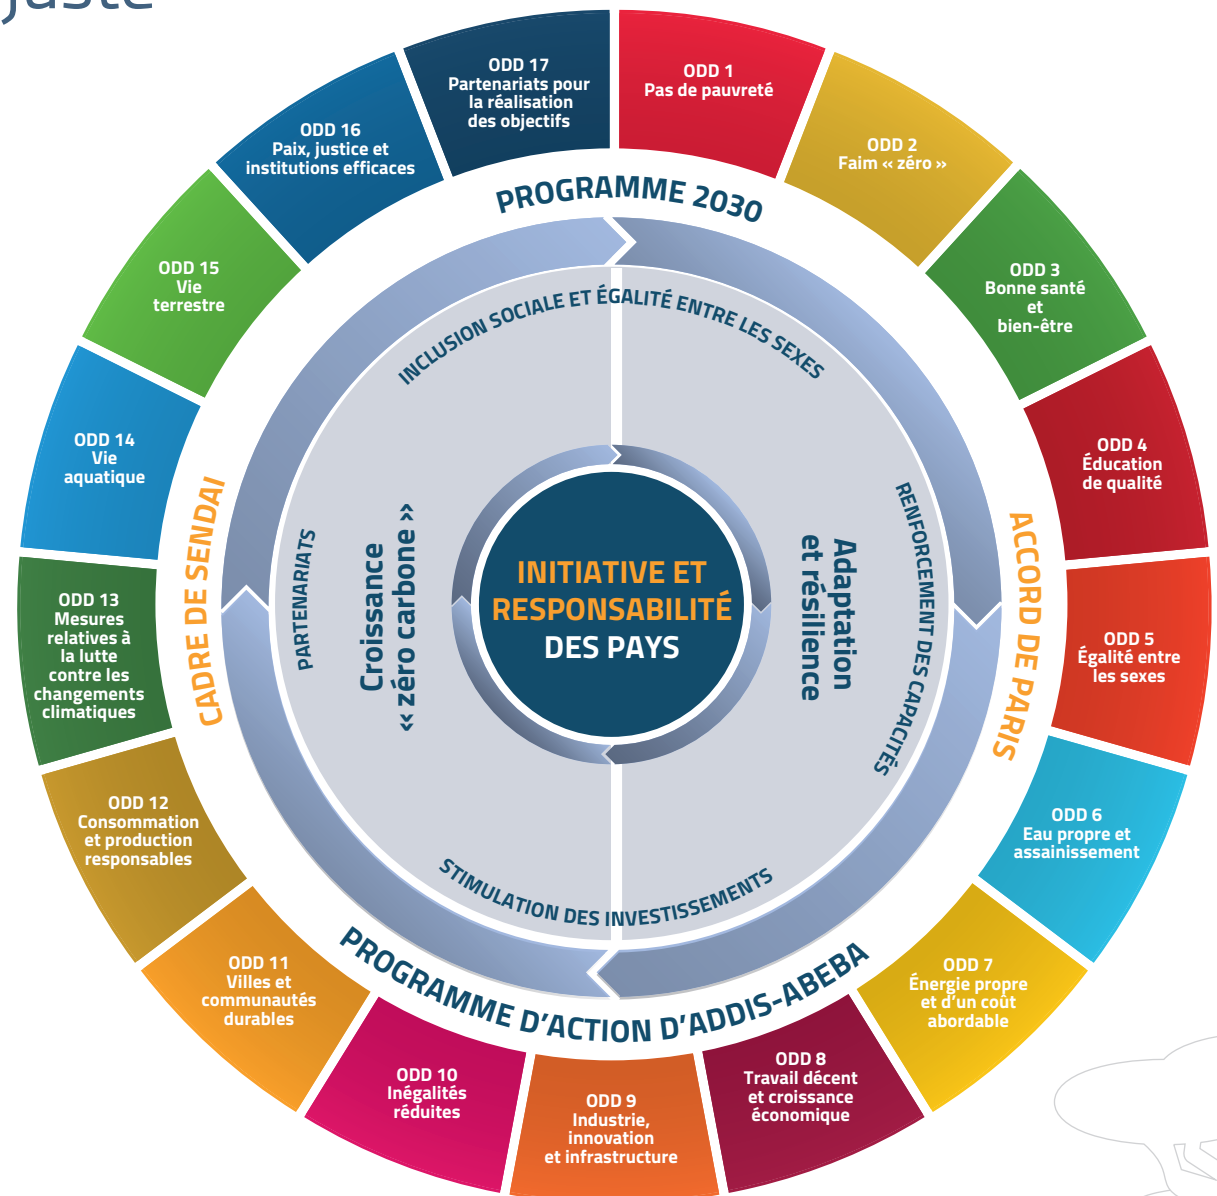 juste
ODD 17
Partenariats pour
la réalisation
des objectifs
ODD 1
Pas de pauvreté
ODD 2
Faim « zéro »
ODD 3
Bonne santé
et
bien-être
ODD 4
Éducation
de qualité
ODD 5
Égalité entre
les sexes
ODD 6
Eau propre et
assainissement
ODD 7
Énergie propre
et d’un coût
abordable
ODD 8
Travail décent
et croissance
économique
ODD 9
Industrie,
innovation
et infrastructure
ODD 10
Inégalités
réduites
ODD 11
Villes et
communautés
durables
ODD 12
Consommation
et production
responsables
ODD 13
Mesures
relatives à
la lutte
contre les
changements
climatiques
ODD 14
Vie
aquatique
ODD 15
Vie
terrestre
ODD 16
Paix, justice et
institutions efficaces
PROGRAMME 2030
ACCORD DE PARIS
PROGRAMME D’ACTION D’ADDIS-ABEBA
CADRE DE SENDAI
INCLUSION SOCIALE ET ÉGALITÉ ENTRE LES SEXES
RENFORCEMENT DES CAPACITÉS
STIMULATION DES INVESTISSEMENTS
PARTENARIATS
Croissance
« zéro carbone »
Adaptation
et résilience
INITIATIVE ET
RESPONSABILITÉ
DES PAYS